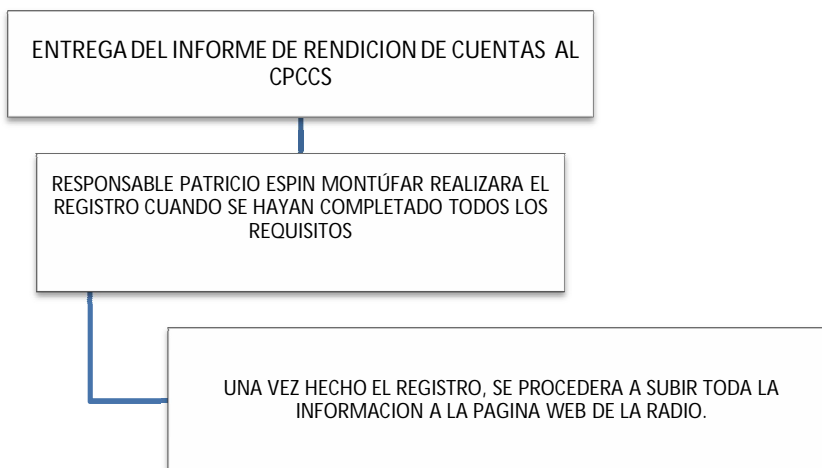 ENTREGA DEL INFORME DE RENDICION DE CUENTAS AL
CPCCS
RESPONSABLE PATRICIO ESPIN MONTÚFAR REALIZARA EL
REGISTRO CUANDO SE HAYAN COMPLETADO TODOS LOS
REQUISITOS
UNA VEZ HECHO EL REGISTRO, SE PROCEDERA A SUBIR TODA LA
INFORMACION A LA PAGINA WEB DE LA RADIO.